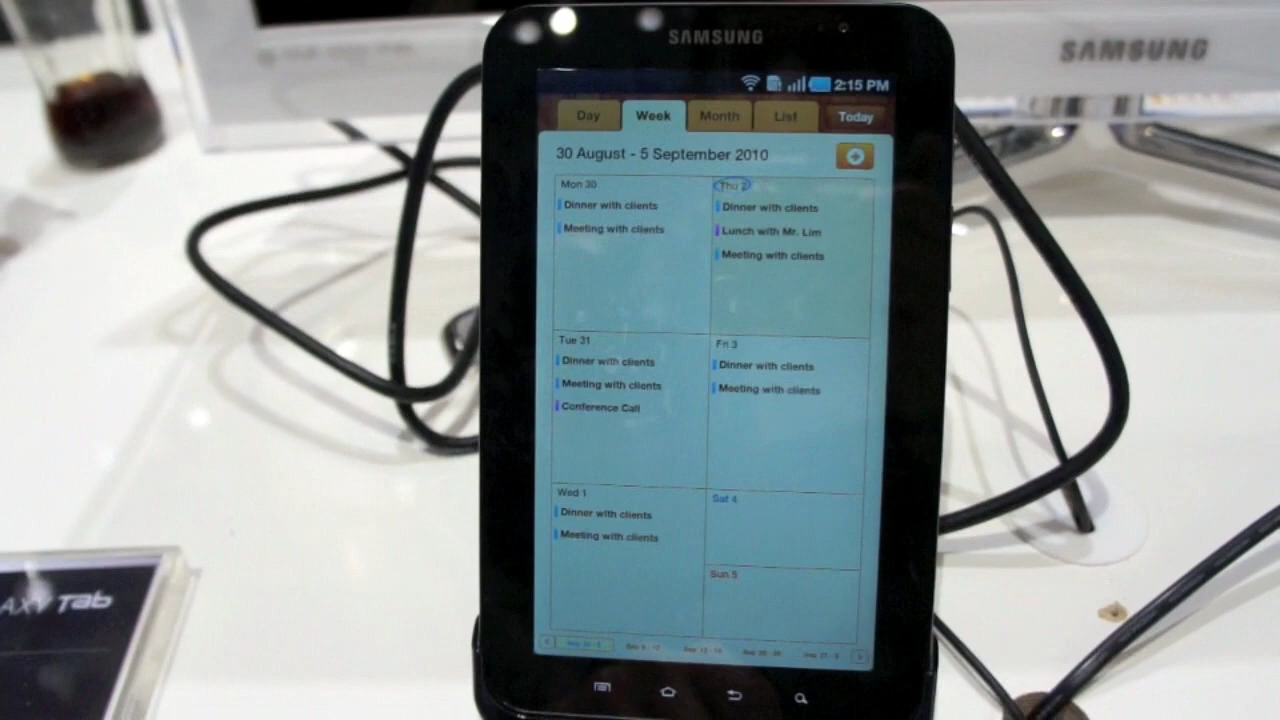 SAMSUNG
SAMSUNG
2:15 PM
Day Week Month List Today
30 August - 5 September 2010
Mon 30
Dinner with clients
Meeting with clients
Thu 2
Dinner with clients
Lunch with Mr. Lim
Meeting with clients
Tue 31
Dinner with clients
Meeting with clients
Conference Call
Fri 3
Dinner with clients
Meeting with clients
Wed 1
Dinner with clients
Meeting with clients
Sat 4
Sun 5
AXY Tab